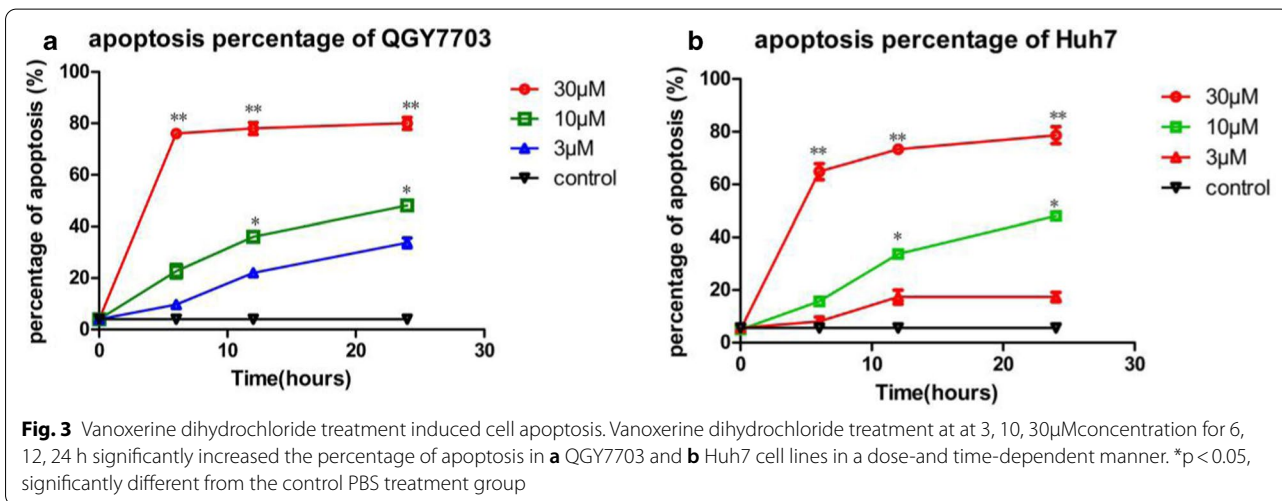 a apoptosis percentage of QGY7703
percentage of apoptosis (%)
100
80
60
40
20
0
0 10 20 30
Time(hours)
** ** **
* *
30μM
10μM
3μM
control
b apoptosis percentage of Huh7
percentage of apoptosis (%)
100
80
60
40
20
0
0 10 20 30
Time(hours)
** ** **
* *
30μM
10μM
3μM
control
Fig. 3 Vanoxerine dihydrochloride treatment induced cell apoptosis. Vanoxerine dihydrochloride treatment at at 3, 10, 30μMconcentration for 6,
12, 24 h significantly increased the percentage of apoptosis in a QGY7703 and b Huh7 cell lines in a dose-and time-dependent manner. *p < 0.05,
significantly different from the control PBS treatment group